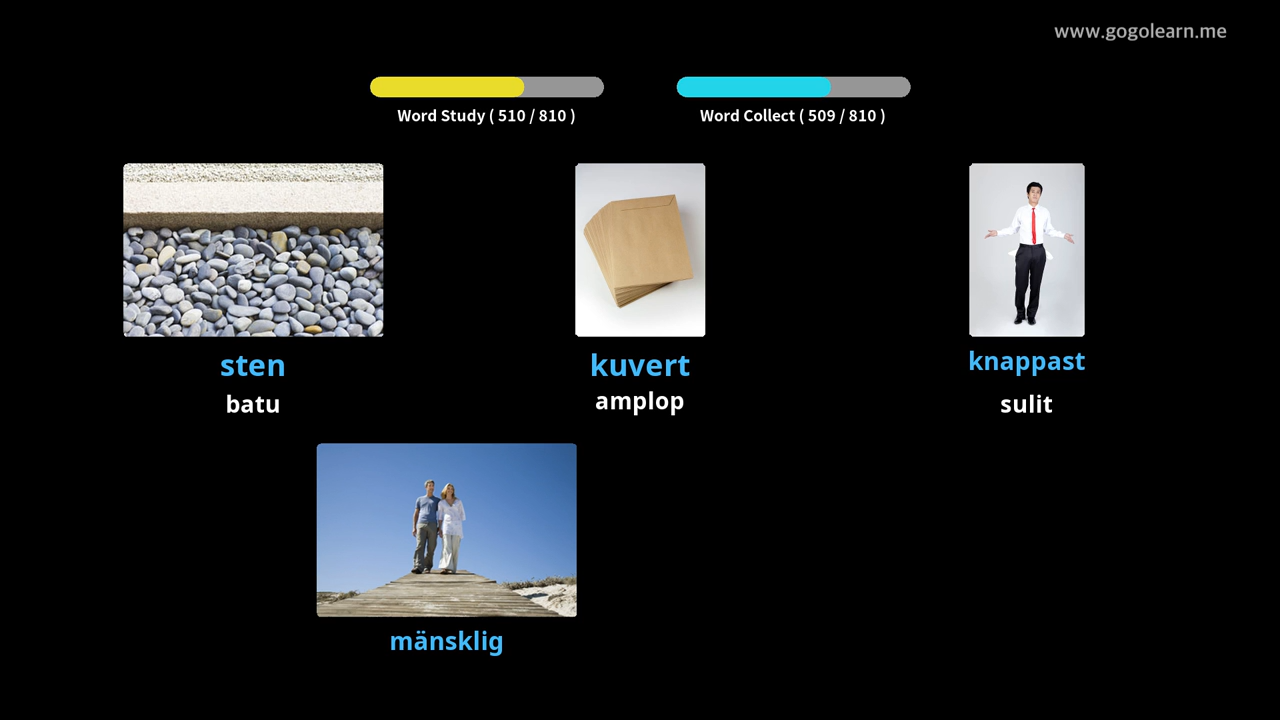 www.gogolearn.me
Word Study ( 510 / 810 )
Word Collect ( 509 / 810 )
sten
batu
kuvert
amplop
knappast
sulit
mänsklig